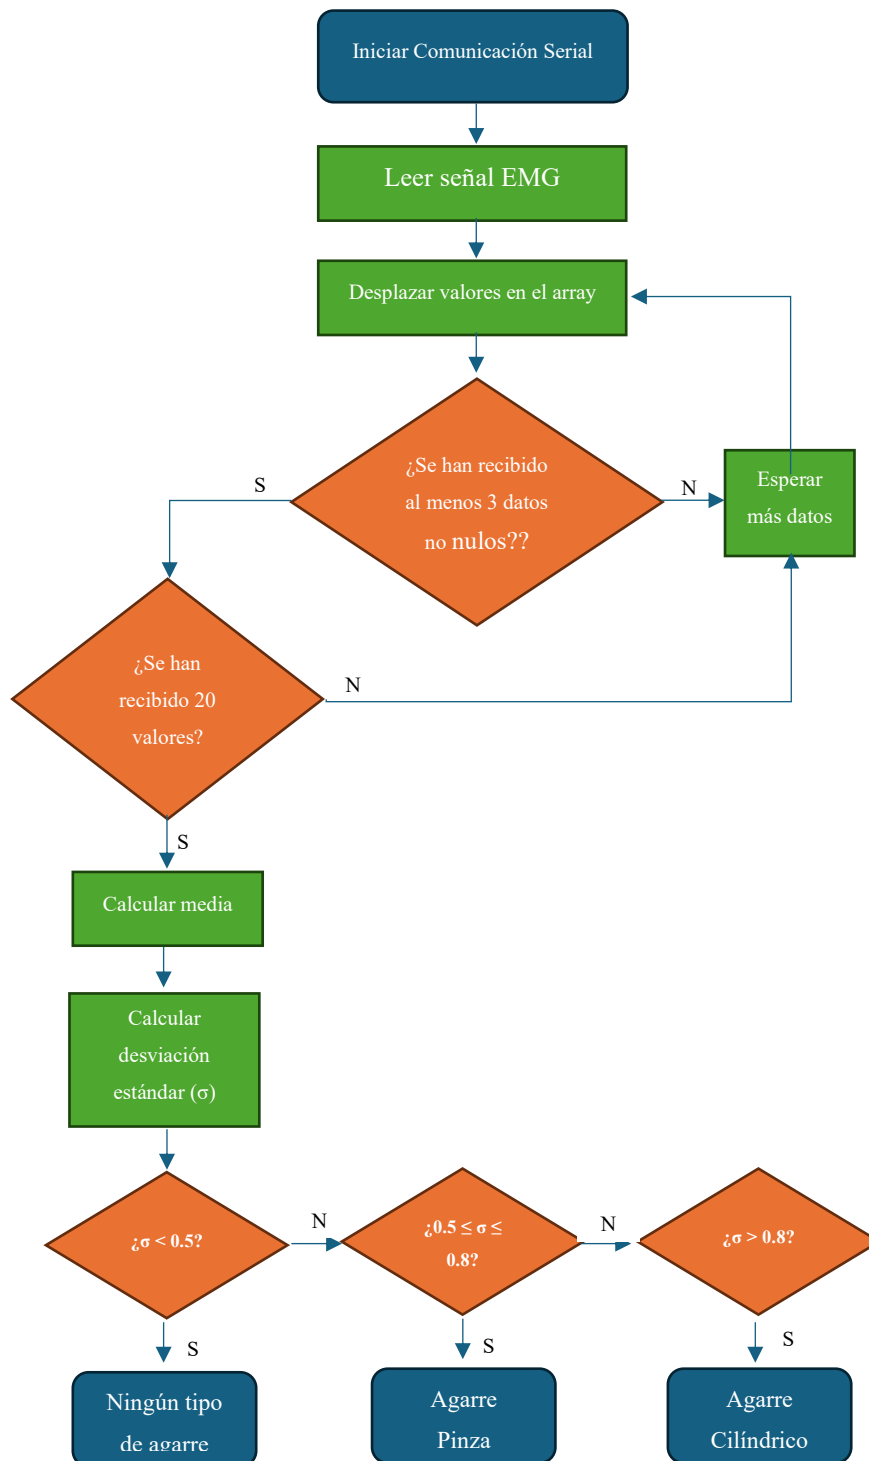 Iniciar Comunicación Serial
Leer señal EMG
Desplazar valores en el array
¿Se han recibido
al menos 3 datos
no nulos??
S
N
Esperar
más datos
¿Se han
recibido 20
valores?
N
S
Calcular media
Calcular
desviación
estándar (σ)
¿σ < 0.5?
N
¿0.5 ≤ σ ≤
0.8?
N
¿σ > 0.8?
S
S
S
Ningún tipo
de agarre
Agarre
Pinza
Agarre
Cilíndrico